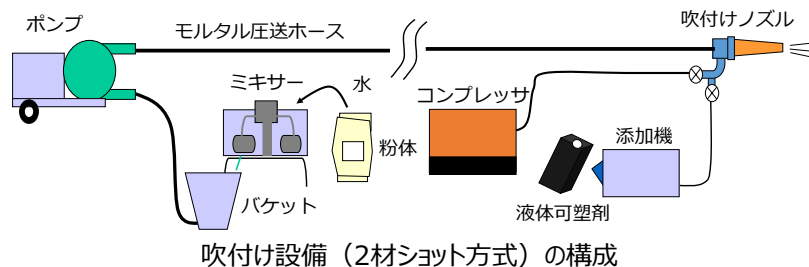 ポンプ
モルタル圧送ホース
吹付けノズル
ミキサー
水
コンプレッサ
粉体
添加機
バケット
液体可塑剤
吹付け設備（2材ショット方式）の構成